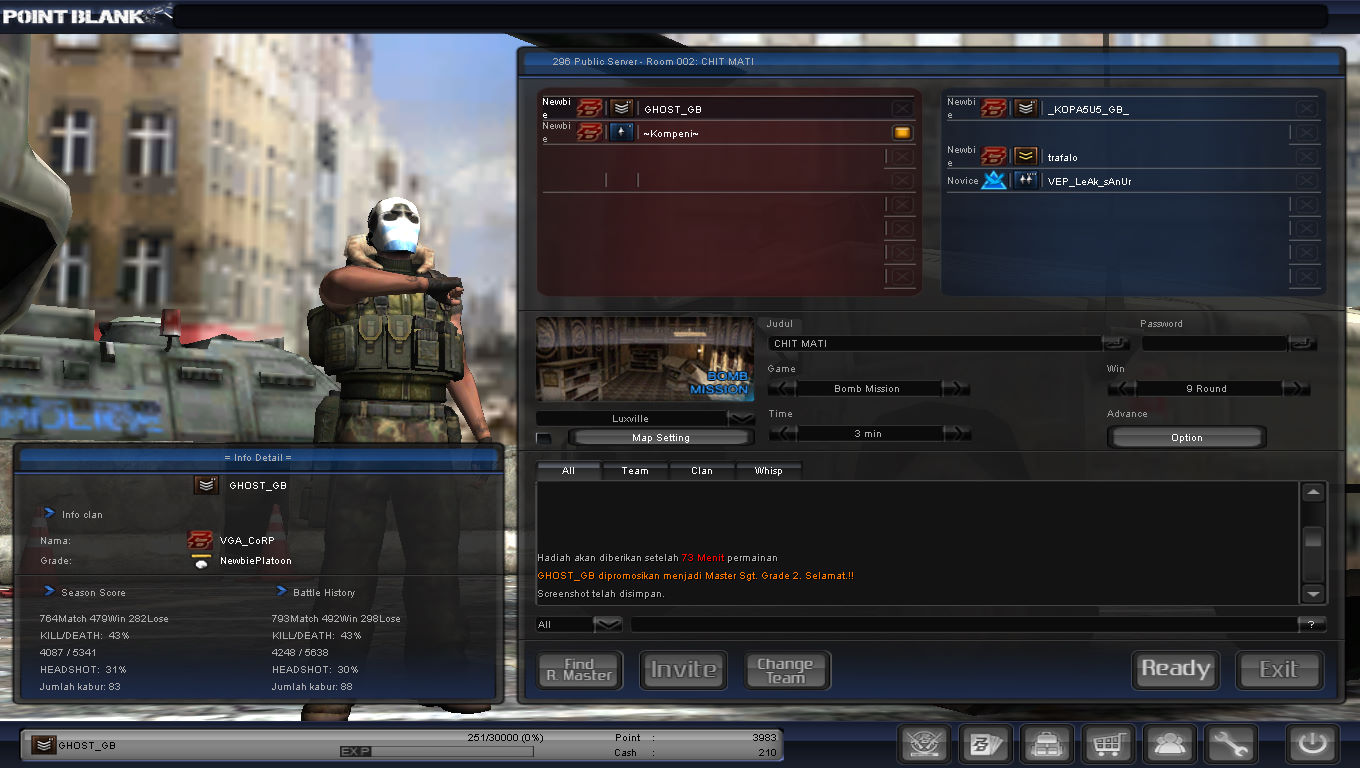 POINT BLANK
296 Public Server - Room 002: CHIT MATI
Newbie GHOST_GB
Newbie ~Kompeni~
Newbie _KOPA5U5_GB_
Newbie trafalo
Novice VEP_LeAk_sAnUr
BOMB
MISSION
Luxville
Map Setting
Judul
CHIT MATI
Password
Game
Bomb Mission
Win
9 Round
Time
3 min
Advance
Option
POLICE
= Info Detail =
GHOST_GB
Info clan
Nama: VGA_CoRP
Grade: NewbiePlatoon
Season Score
764Match 479Win 282Lose
KILL/DEATH: 43%
4087 / 5341
HEADSHOT: 31%
Jumlah kabur: 83
Battle History
793Match 492Win 298Lose
KILL/DEATH: 43%
4248 / 5638
HEADSHOT: 30%
Jumlah kabur: 88
All Team Clan Whisp
Hadiah akan diberikan setelah 73 Menit permainan
GHOST_GB dipromosikan menjadi Master Sgt. Grade 2. Selamat.!!
Screenshot telah disimpan.
All ?
Find
R. Master
Invite
Change
Team
Ready
Exit
GHOST_GB
251/30000 (0%)
EXP
Point : 3983
Cash : 210